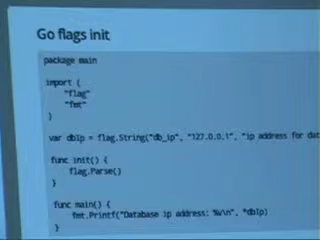 Go flags init
package main
import (
"flag"
"fmt"
)
var dbip = flag.String("db_ip", "127.0.0.1", "ip address for dat
func init() {
flag.Parse()
}
func main() {
fmt.Printf("Database ip address: %v\n", *dbip)
}